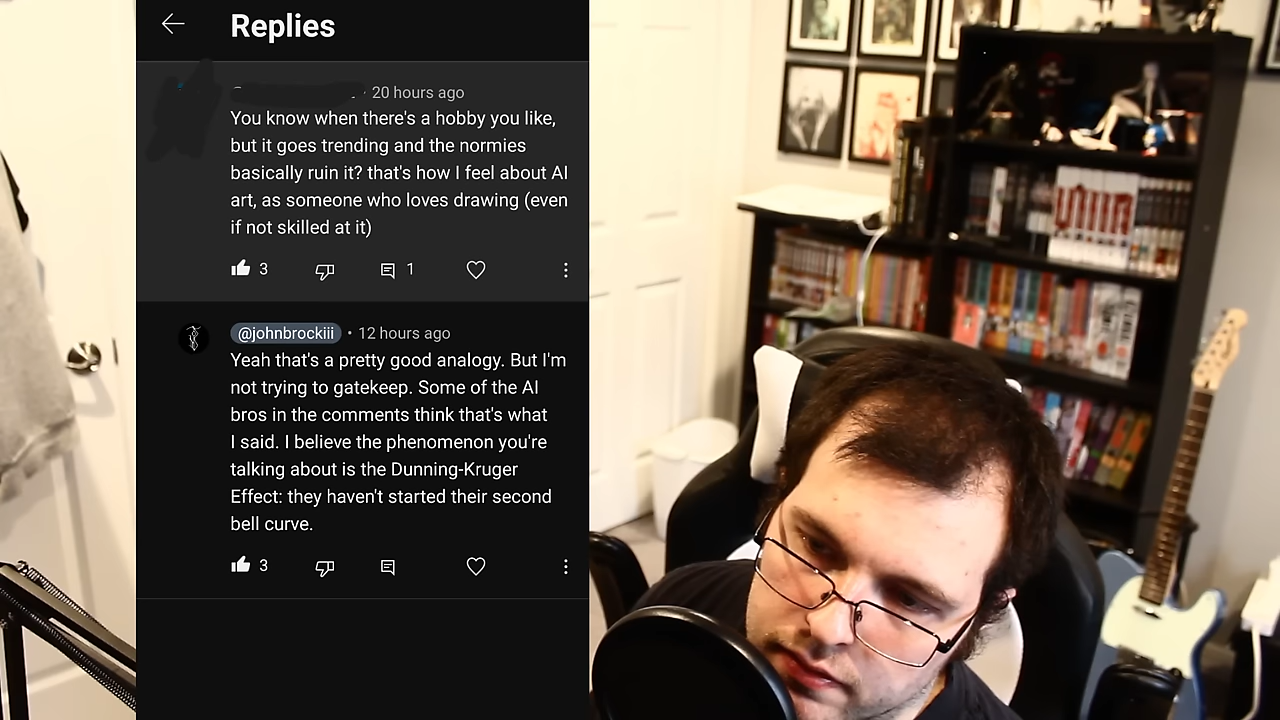 Replies
· 20 hours ago
You know when there's a hobby you like,
but it goes trending and the normies
basically ruin it? that's how I feel about AI
art, as someone who loves drawing (even
if not skilled at it)
3
1
@johnbrockiii • 12 hours ago
Yeah that's a pretty good analogy. But I'm
not trying to gatekeep. Some of the AI
bros in the comments think that's what
I said. I believe the phenomenon you're
talking about is the Dunning-Kruger
Effect: they haven't started their second
bell curve.
3